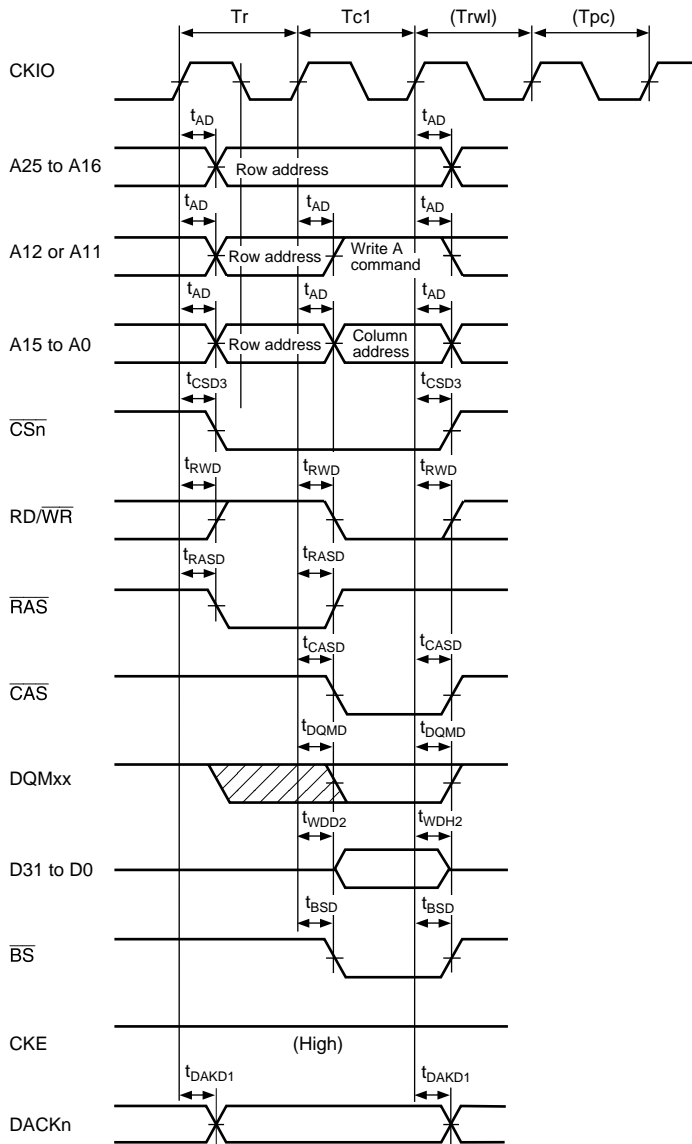 Tr Tc1 (Trwl) (Tpc)
CKIO
tAD tAD
A25 to A16 Row address
tAD tAD tAD
A12 or A11 Row address Write A command
tAD tAD tAD
A15 to A0 Row address Column address
tCSD3 tCSD3
CSn
tRWD tRWD tRWD
RD/WR
tRASD tRASD
RAS
tCASD tCASD
CAS
tDQMD tDQMD
DQMxx
tWDD2 tWDH2
D31 to D0
tBSD tBSD
BS
CKE (High)
tDAKD1 tDAKD1
DACKn